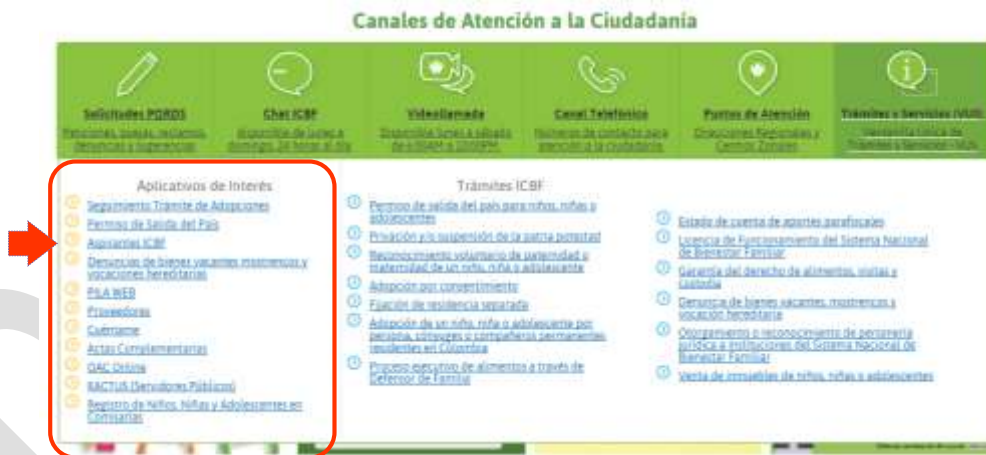 Canales de Atención a la Ciudadanía
Solicitudes PQRDS
Peticiones, quejas, reclamos,
denuncias y sugerencias
Chat ICBF
disponible de lunes a
domingo, 24 horas al día
Videollamada
Disponible lunes a sábado
Canal Telefónico
Números de contacto para
atención a la ciudadanía
Puntos de Atención
Direcciones Regionales y
Centros Zonales
Trámites y Servicios (VUS)
Ventanilla Única de
Trámites y Servicios - VUS
Aplicativos de Interés
Seguimiento Trámite de Adopciones
Permiso de Salida del País
Aspirantes ICBF
Denuncias de bienes vacantes mostrencos y
vocaciones hereditarias
PILA WEB
Proveedores
Cuéntame
Actas Complementarias
OAC Online
RACTUS (Servidores Públicos)
Registro de Niños, Niñas y Adolescentes en
Comisarías
Trámites ICBF
Permiso de salida del país para niños, niñas o
adolescentes
Privación y/o suspensión de la patria potestad
Reconocimiento voluntario de paternidad o
maternidad de un niño, niña o adolescente
Adopción por consentimiento
Fijación de residencia separada
Adopción de un niño, niña o adolescente por
persona, cónyuges o compañeros permanentes
residentes en Colombia
Proceso ejecutivo de alimentos a través de
Defensor de Familia
Estado de cuenta de aportes parafiscales
Licencia de Funcionamiento del Sistema Nacional
de Bienestar Familiar
Garantía del derecho de alimentos, visitas y
custodia
Denuncia de bienes vacantes, mostrencos y
vocación hereditaria
Otorgamiento o reconocimiento de personería
jurídica a instituciones del Sistema Nacional de
Bienestar Familiar
Venta de inmuebles de niños, niñas o adolescentes